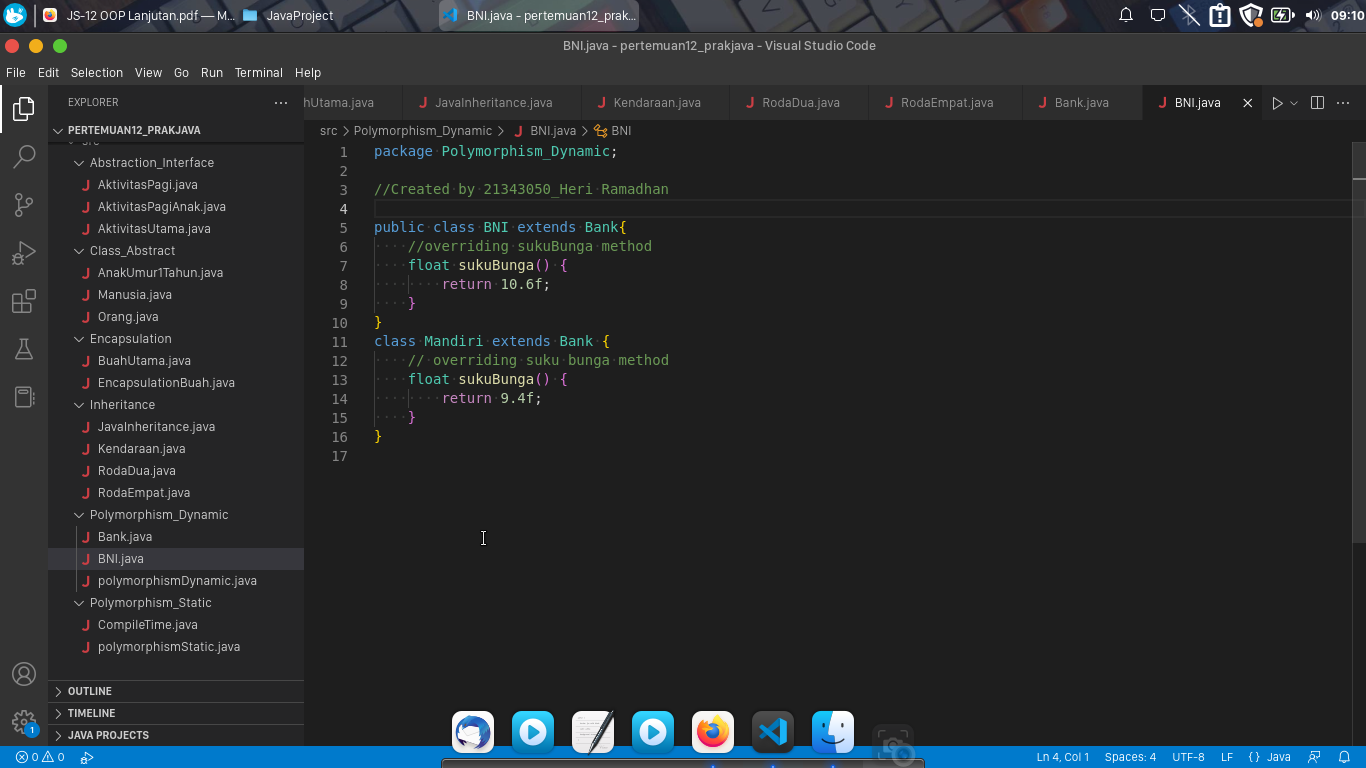 JS-12 OOP Lanjutan.pdf — M...
JavaProject
BNI.java - pertemuan12_prak...
09:10
BNI.java - pertemuan12_prakjava - Visual Studio Code
File Edit Selection View Go Run Terminal Help
EXPLORER
hUtama.java
JavaInheritance.java
Kendaraan.java
RodaDua.java
RodaEmpat.java
Bank.java
BNI.java
PERTEMUAN12_PRAKJAVA
src
Abstraction_Interface
AktivitasPagi.java
AktivitasPagiAnak.java
AktivitasUtama.java
Class_Abstract
AnakUmur1Tahun.java
Manusia.java
Orang.java
Encapsulation
BuahUtama.java
EncapsulationBuah.java
Inheritance
JavaInheritance.java
Kendaraan.java
RodaDua.java
RodaEmpat.java
Polymorphism_Dynamic
Bank.java
BNI.java
polymorphismDynamic.java
Polymorphism_Static
CompileTime.java
polymorphismStatic.java
OUTLINE
TIMELINE
JAVA PROJECTS
src > Polymorphism_Dynamic > BNI.java > BNI
1 package Polymorphism_Dynamic;
2
3 //Created by 21343050_Heri Ramadhan
4
5 public class BNI extends Bank{
6 //overriding sukuBunga method
7 float sukuBunga() {
8 return 10.6f;
9 }
10 }
11 class Mandiri extends Bank {
12 // overriding suku bunga method
13 float sukuBunga() {
14 return 9.4f;
15 }
16 }
17
1
0 0
Ln 4, Col 1 Spaces: 4 UTF-8 LF {} Java